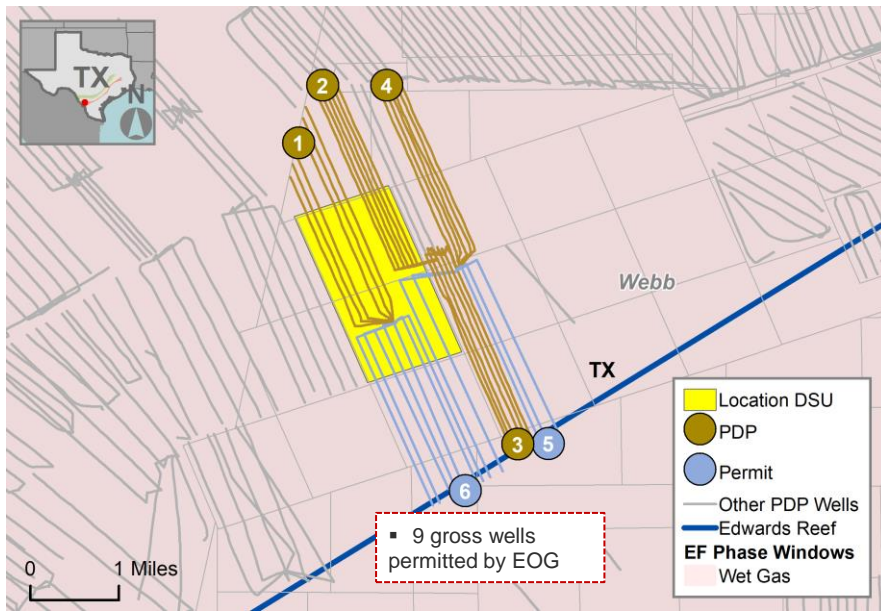 TX
N
2
4
1
Webb
TX
3
5
6
▪ 9 gross wells
permitted by EOG
0 1 Miles
Location DSU
PDP
Permit
Other PDP Wells
Edwards Reef
EF Phase Windows
Wet Gas